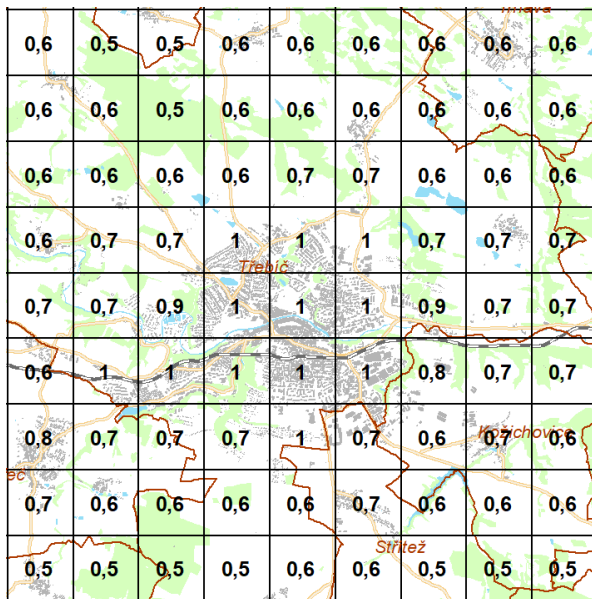 0,6 0,5 0,5 0,6 0,6 0,6 0,6 0,6 0,6
0,6 0,6 0,5 0,6 0,6 0,6 0,6 0,6 0,6
0,6 0,6 0,6 0,6 0,7 0,7 0,6 0,6 0,6
0,6 0,7 0,7 1 1 1 0,7 0,7 0,7
Třebíč
0,7 0,7 0,9 1 1 1 0,9 0,7 0,7
0,6 1 1 1 1 1 0,8 0,7 0,7
Kožichovice
0,8 0,7 0,7 0,7 1 0,7 0,6 0,7 0,6
0,7 0,6 0,6 0,6 0,6 0,7 0,6 0,6 0,6
Střítež
0,5 0,5 0,5 0,5 0,6 0,6 0,5 0,5 0,5